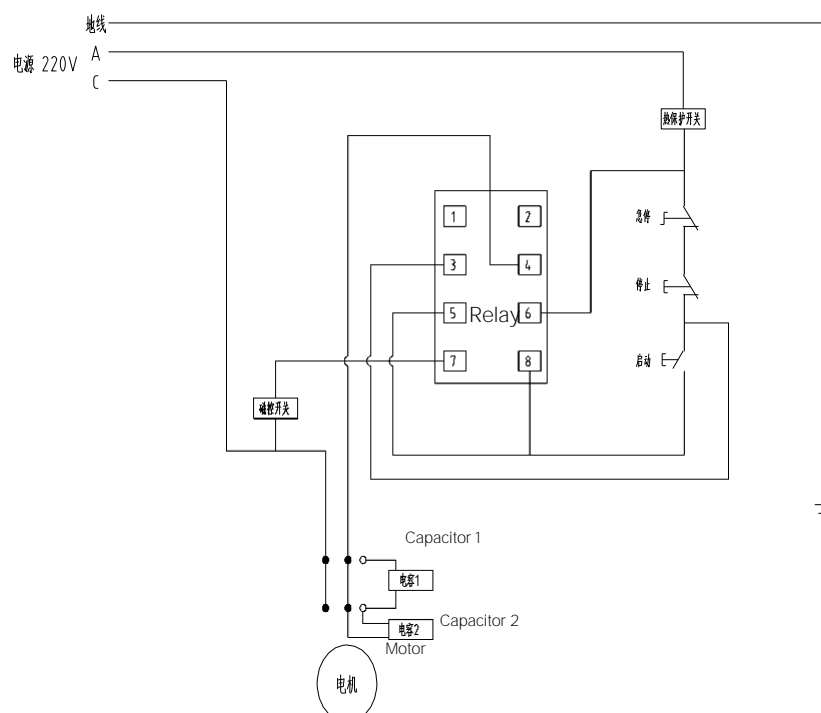 地线
A
电源 220V
C
热保护开关
1 2
急停
3 4
停止
5 Relay 6
7 8
启动
磁控开关
Capacitor 1
电容1
Capacitor 2
电容2
Motor
电机